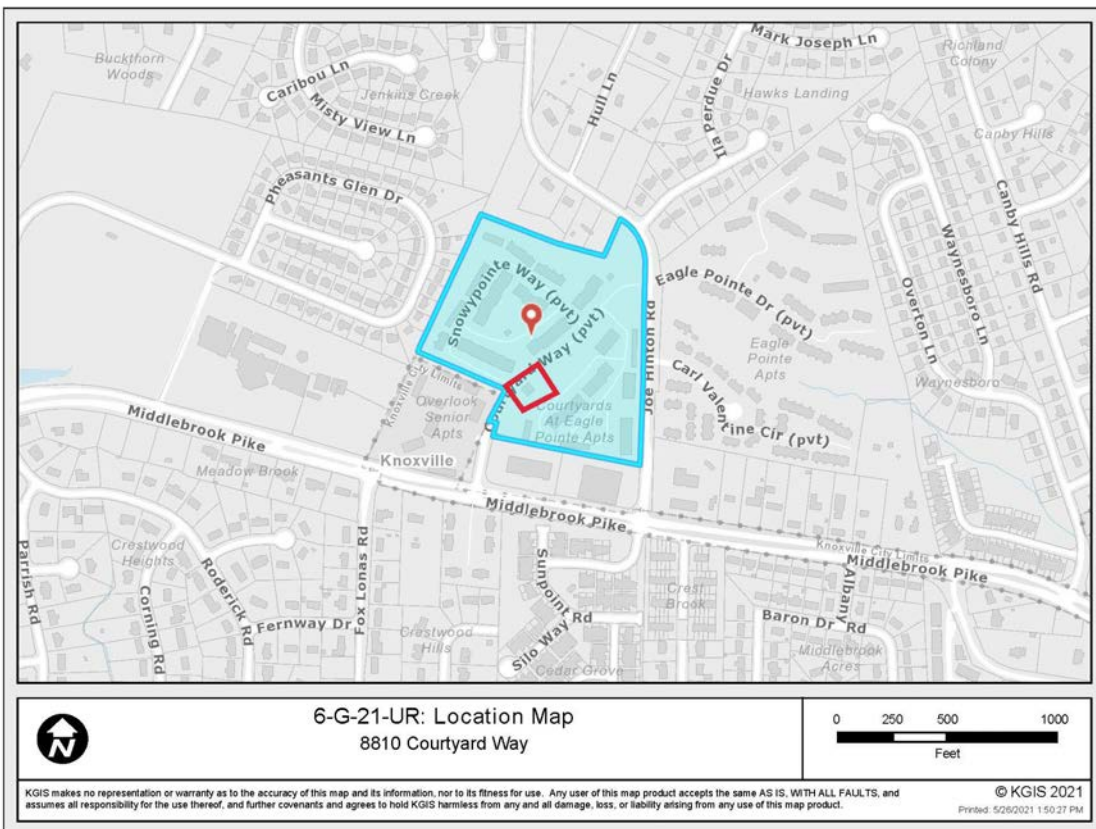 Buckthorn
Woods
Caribou Ln
Jenkins Creek
Misty View Ln
Hull Ln
Mark Joseph Ln
Ila Perdue Dr
Hawks Landing
Richland
Colony
Canby Hills
Canby Hills Rd
Pheasants Glen Dr
Snowypointe Way (pvt)
Courtyard Way (pvt)
Eagle Pointe Dr (pvt)
Joe Hinton Rd
Eagle
Pointe
Apts
Waynesboro Ln
Overton Ln
Waynesboro
Carl Valentine Cir (pvt)
Knoxville City Limits
Overlook
Senior
Apts
Courtyards
At Eagle
Pointe Apts
Middlebrook Pike
Knoxville
Meadow Brook
Middlebrook Pike
Knoxville City Limits
Middlebrook Pike
Parrish Rd
Crestwood
Heights
Corning Rd
Roderick Rd
Fernway Dr
Fox Lonas Rd
Crestwood
Hills
Sunpoint Rd
Silo Way Rd
Cedar Grove
Crest
Brook
Baron Dr
Albany Rd
Middlebrook
Acres
N
6-G-21-UR: Location Map
8810 Courtyard Way
0 250 500 1000
Feet
KGIS makes no representation or warranty as to the accuracy of this map and its information, nor to its fitness for use. Any user of this map product accepts the same AS IS, WITH ALL FAULTS, and
assumes all responsibility for the use thereof, and further covenants and agrees to hold KGIS harmless from any and all damage, loss, or liability arising from any use of this map product.
© KGIS 2021
Printed: 5/26/2021 1:50:27 PM